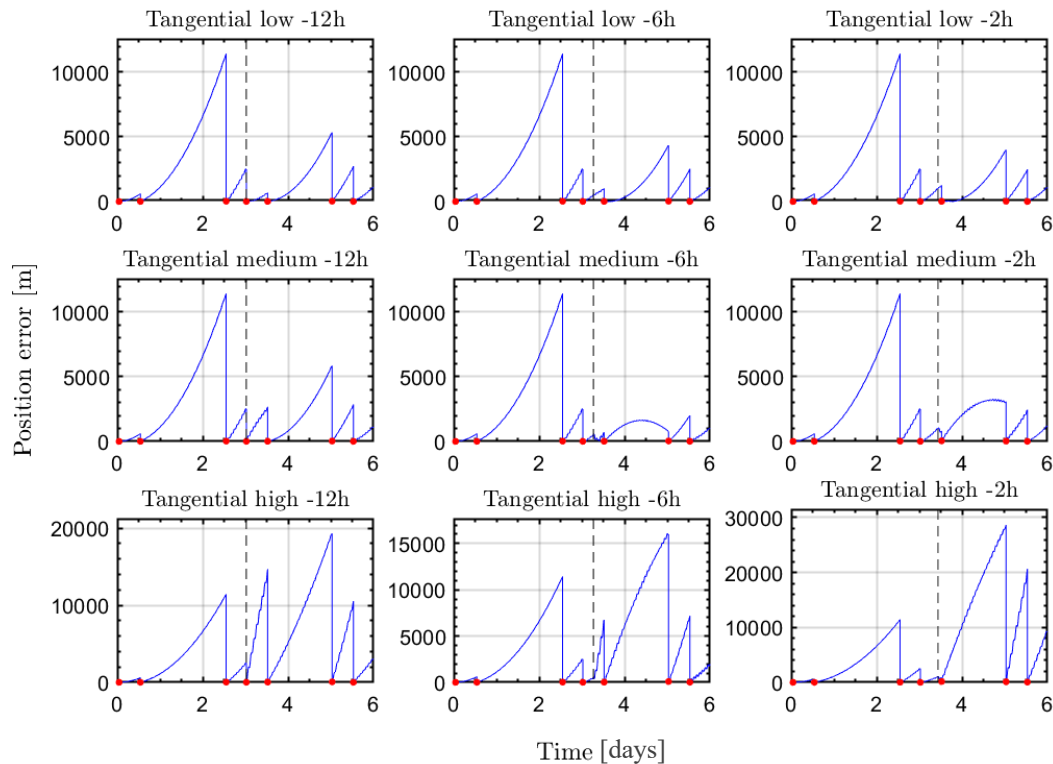 Tangential low -12h Tangential low -6h Tangential low -2h
10000 10000 10000
5000 5000 5000
0 0 0
0 2 4 6 0 2 4 6 0 2 4 6
Tangential medium -12h Tangential medium -6h Tangential medium -2h
10000 10000 10000
5000 5000 5000
0 0 0
0 2 4 6 0 2 4 6 0 2 4 6
Position error [m]
Tangential high -12h Tangential high -6h Tangential high -2h
20000 15000 30000
10000 10000 20000
5000 10000
0 0 0
0 2 4 6 0 2 4 6 0 2 4 6
Time [days]